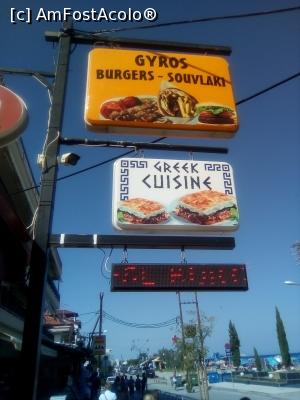 [c] AmFostAcolo®
GYROS
BURGERS - SOUVLAKI
GREEK
CUISINE